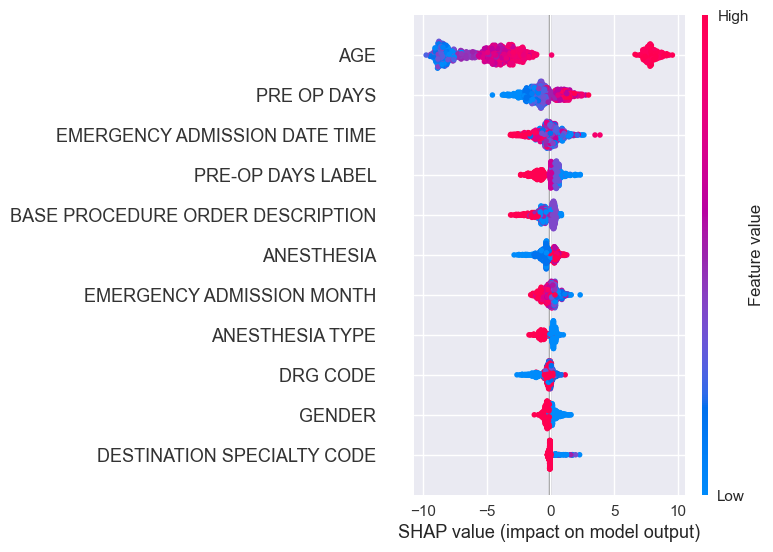 High
AGE
PRE OP DAYS
EMERGENCY ADMISSION DATE TIME
PRE-OP DAYS LABEL
BASE PROCEDURE ORDER DESCRIPTION
ANESTHESIA
EMERGENCY ADMISSION MONTH
ANESTHESIA TYPE
DRG CODE
GENDER
DESTINATION SPECIALTY CODE
Feature value
Low
−10 −5 0 5 10
SHAP value (impact on model output)